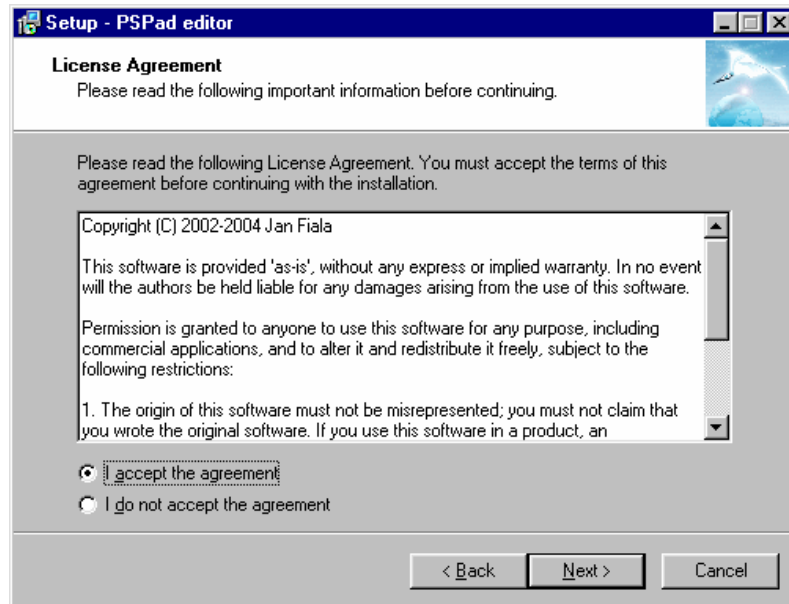 Setup - PSPad editor
License Agreement
Please read the following important information before continuing.
Please read the following License Agreement. You must accept the terms of this
agreement before continuing with the installation.
Copyright (C) 2002-2004 Jan Fiala
This software is provided 'as-is', without any express or implied warranty. In no event
will the authors be held liable for any damages arising from the use of this software.
Permission is granted to anyone to use this software for any purpose, including
commercial applications, and to alter it and redistribute it freely, subject to the
following restrictions:
1. The origin of this software must not be misrepresented; you must not claim that
you wrote the original software. If you use this software in a product, an
I accept the agreement
I do not accept the agreement
< Back
Next >
Cancel